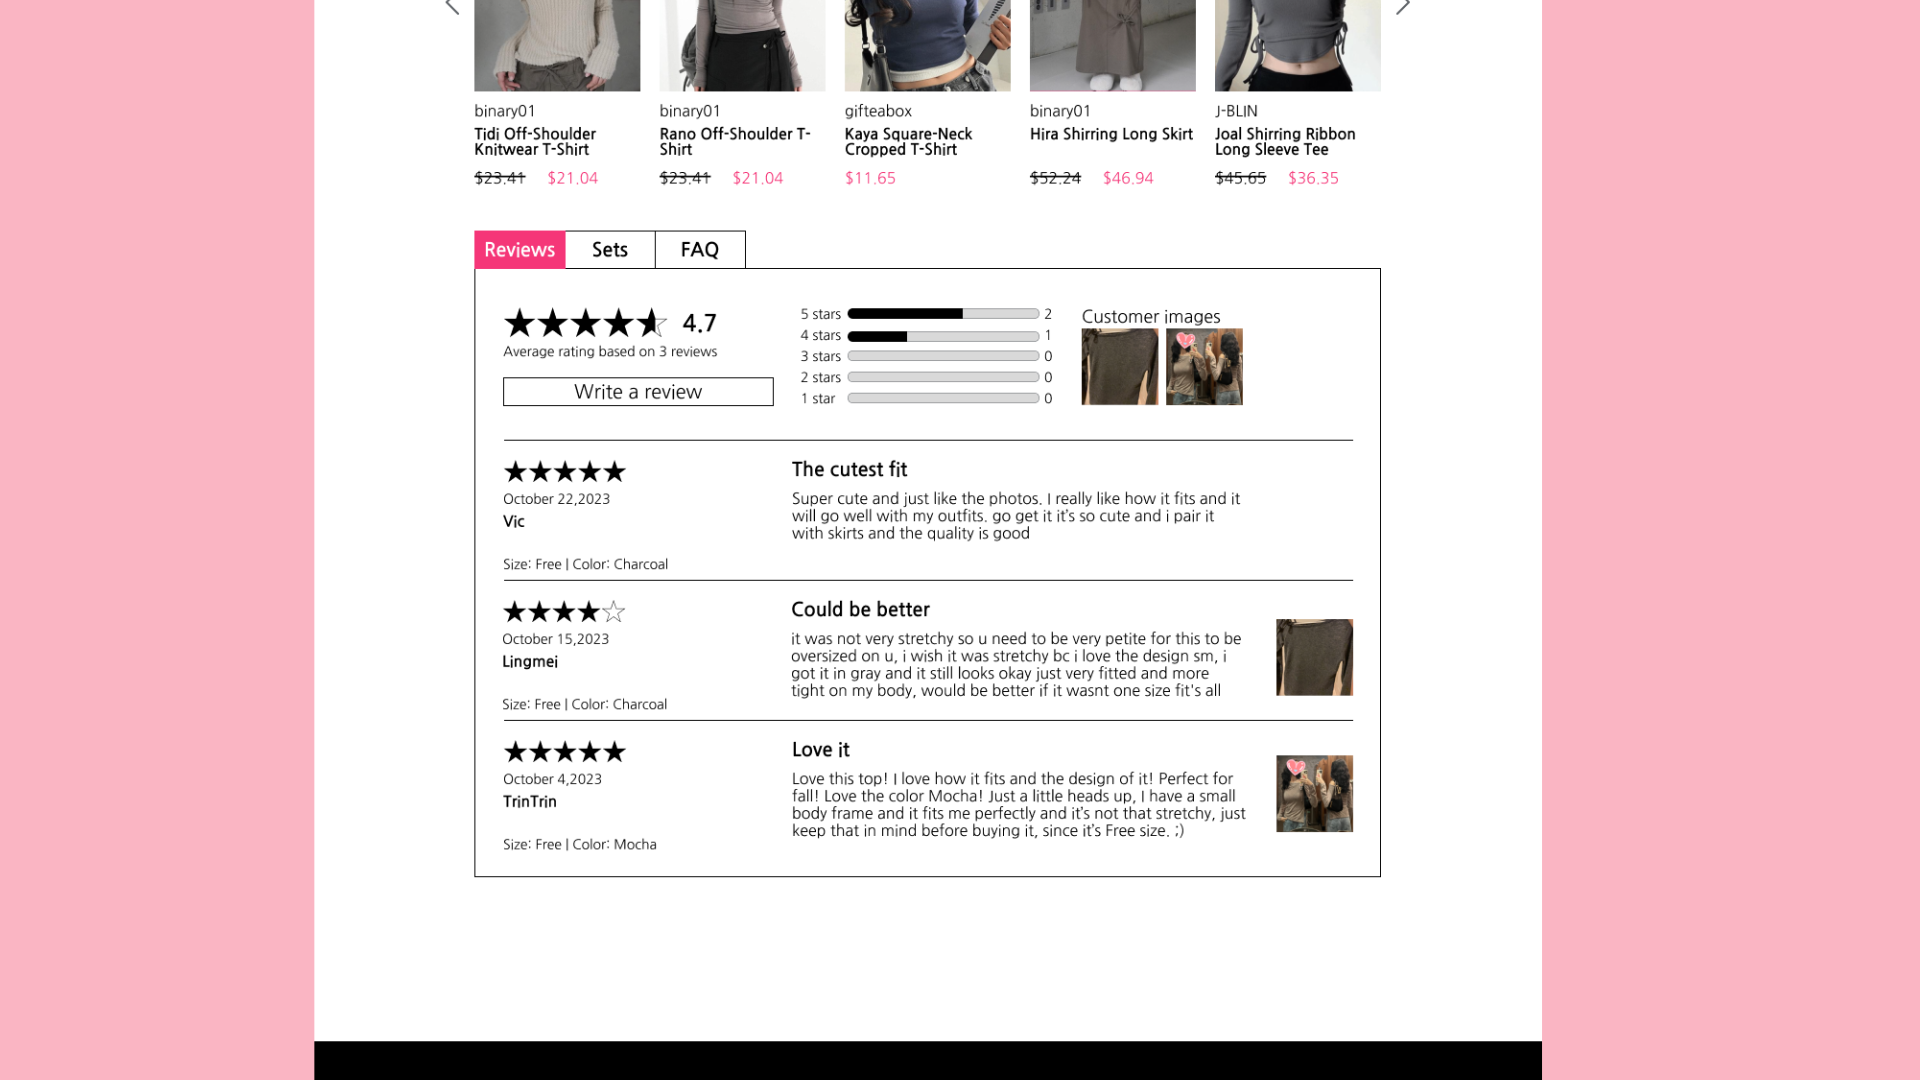 binary01
Tidi Off-Shoulder
Knitwear T-Shirt
$23.41 $21.04
binary01
Rano Off-Shoulder T-
Shirt
$23.41 $21.04
gifteabox
Kaya Square-Neck
Cropped T-Shirt
$11.65
binary01
Hira Shirring Long Skirt
$52.24 $46.94
J-BLIN
Joal Shirring Ribbon
Long Sleeve Tee
$45.65 $36.35
Reviews
Sets
FAQ
4.7
Average rating based on 3 reviews
Write a review
5 stars 2
4 stars 1
3 stars 0
2 stars 0
1 star 0
Customer images
October 22,2023
Vic
Size: Free | Color: Charcoal
The cutest fit
Super cute and just like the photos. I really like how it fits and it
will go well with my outfits. go get it it's so cute and i pair it
with skirts and the quality is good
October 15,2023
Lingmei
Size: Free | Color: Charcoal
Could be better
it was not very stretchy so u need to be very petite for this to be
oversized on u, i wish it was stretchy bc i love the design sm, i
got it in gray and it still looks okay just very fitted and more
tight on my body, would be better if it wasnt one size fit's all
October 4,2023
TrinTrin
Size: Free | Color: Mocha
Love it
Love this top! I love how it fits and the design of it! Perfect for
fall! Love the color Mocha! Just a little heads up, I have a small
body frame and it fits me perfectly and it's not that stretchy, just
keep that in mind before buying it, since it's Free size. ;)